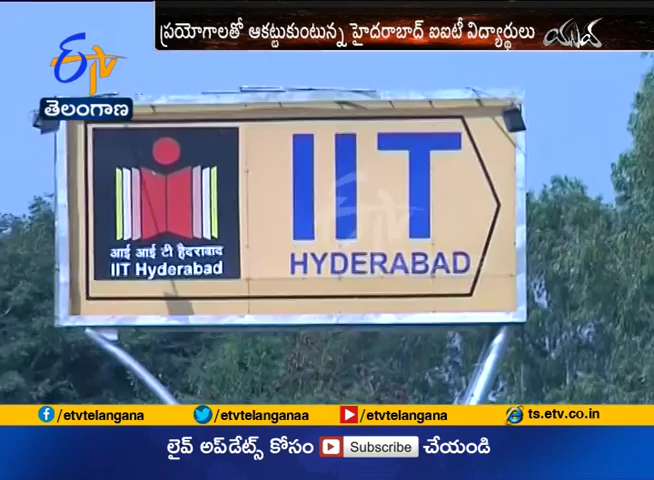 ప్రయోగాలతో ఆకట్టుకుంటున్న హైదరాబాద్ ఐఐటీ విద్యార్థులు
యువ
ETV
తెలంగాణ
IIT
HYDERABAD
आई आई टी हैदराबाद
IIT Hyderabad
/etvtelangana /etvtelanganaa /etvtelangana ts.etv.co.in
లైవ్ అప్‌డేట్స్ కోసం Subscribe చేయండి